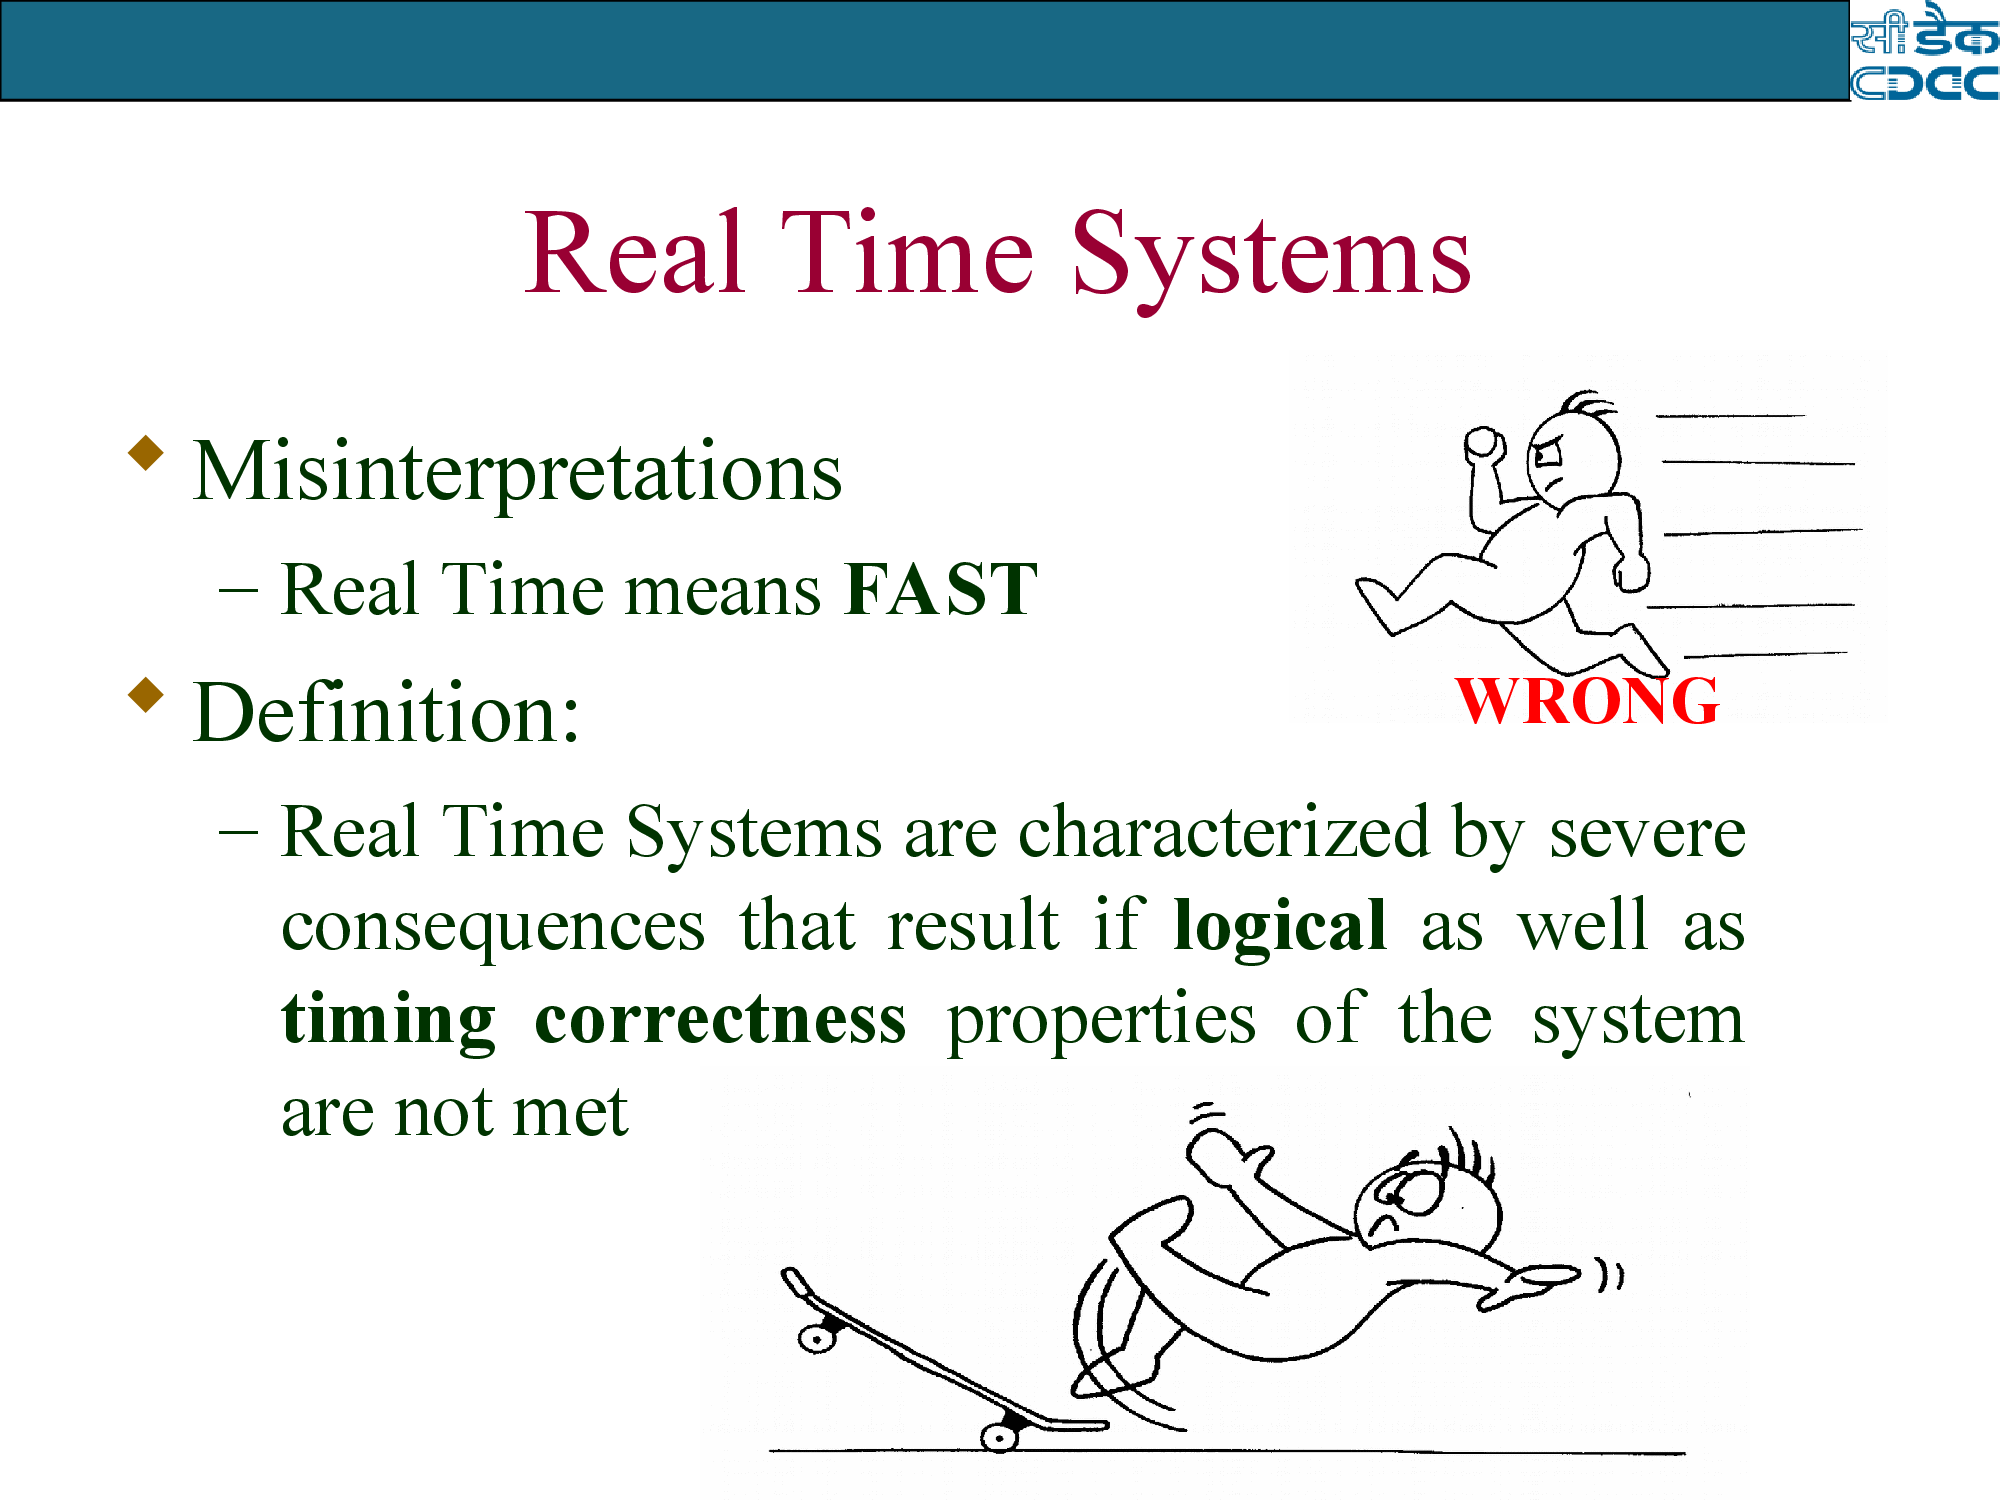 सी डैक
CDAC
Real Time Systems
Misinterpretations
– Real Time means FAST
WRONG
Definition:
– Real Time Systems are characterized by severe
consequences that result if logical as well as
timing correctness properties of the system
are not met